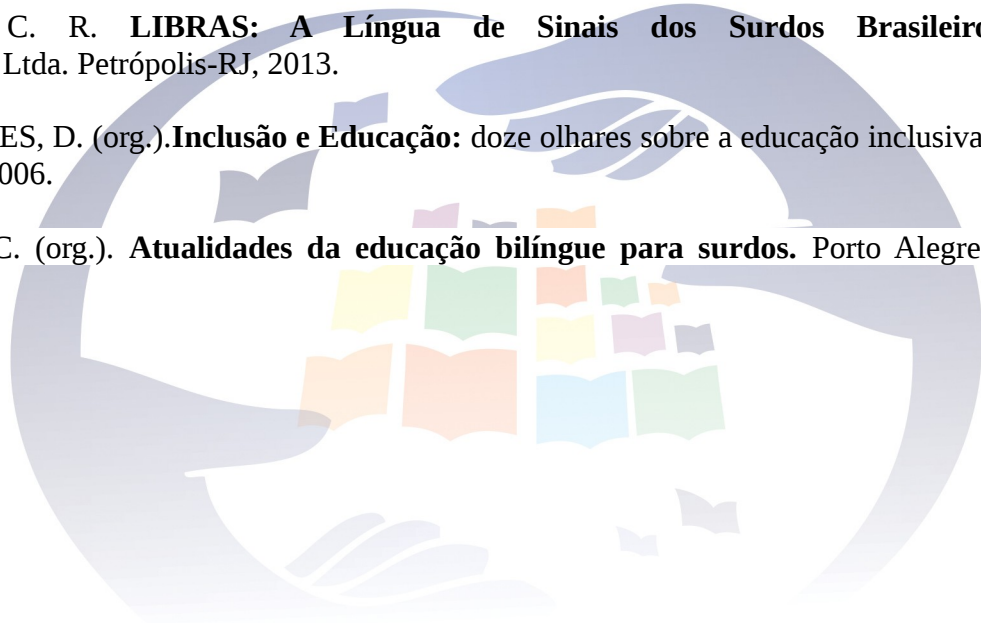 C. R. LIBRAS: A Língua de Sinais dos Surdos Brasileiro
Ltda. Petrópolis-RJ, 2013.
ES, D. (org.).Inclusão e Educação: doze olhares sobre a educação inclusiva
006.
C. (org.). Atualidades da educação bilíngue para surdos. Porto Alegre